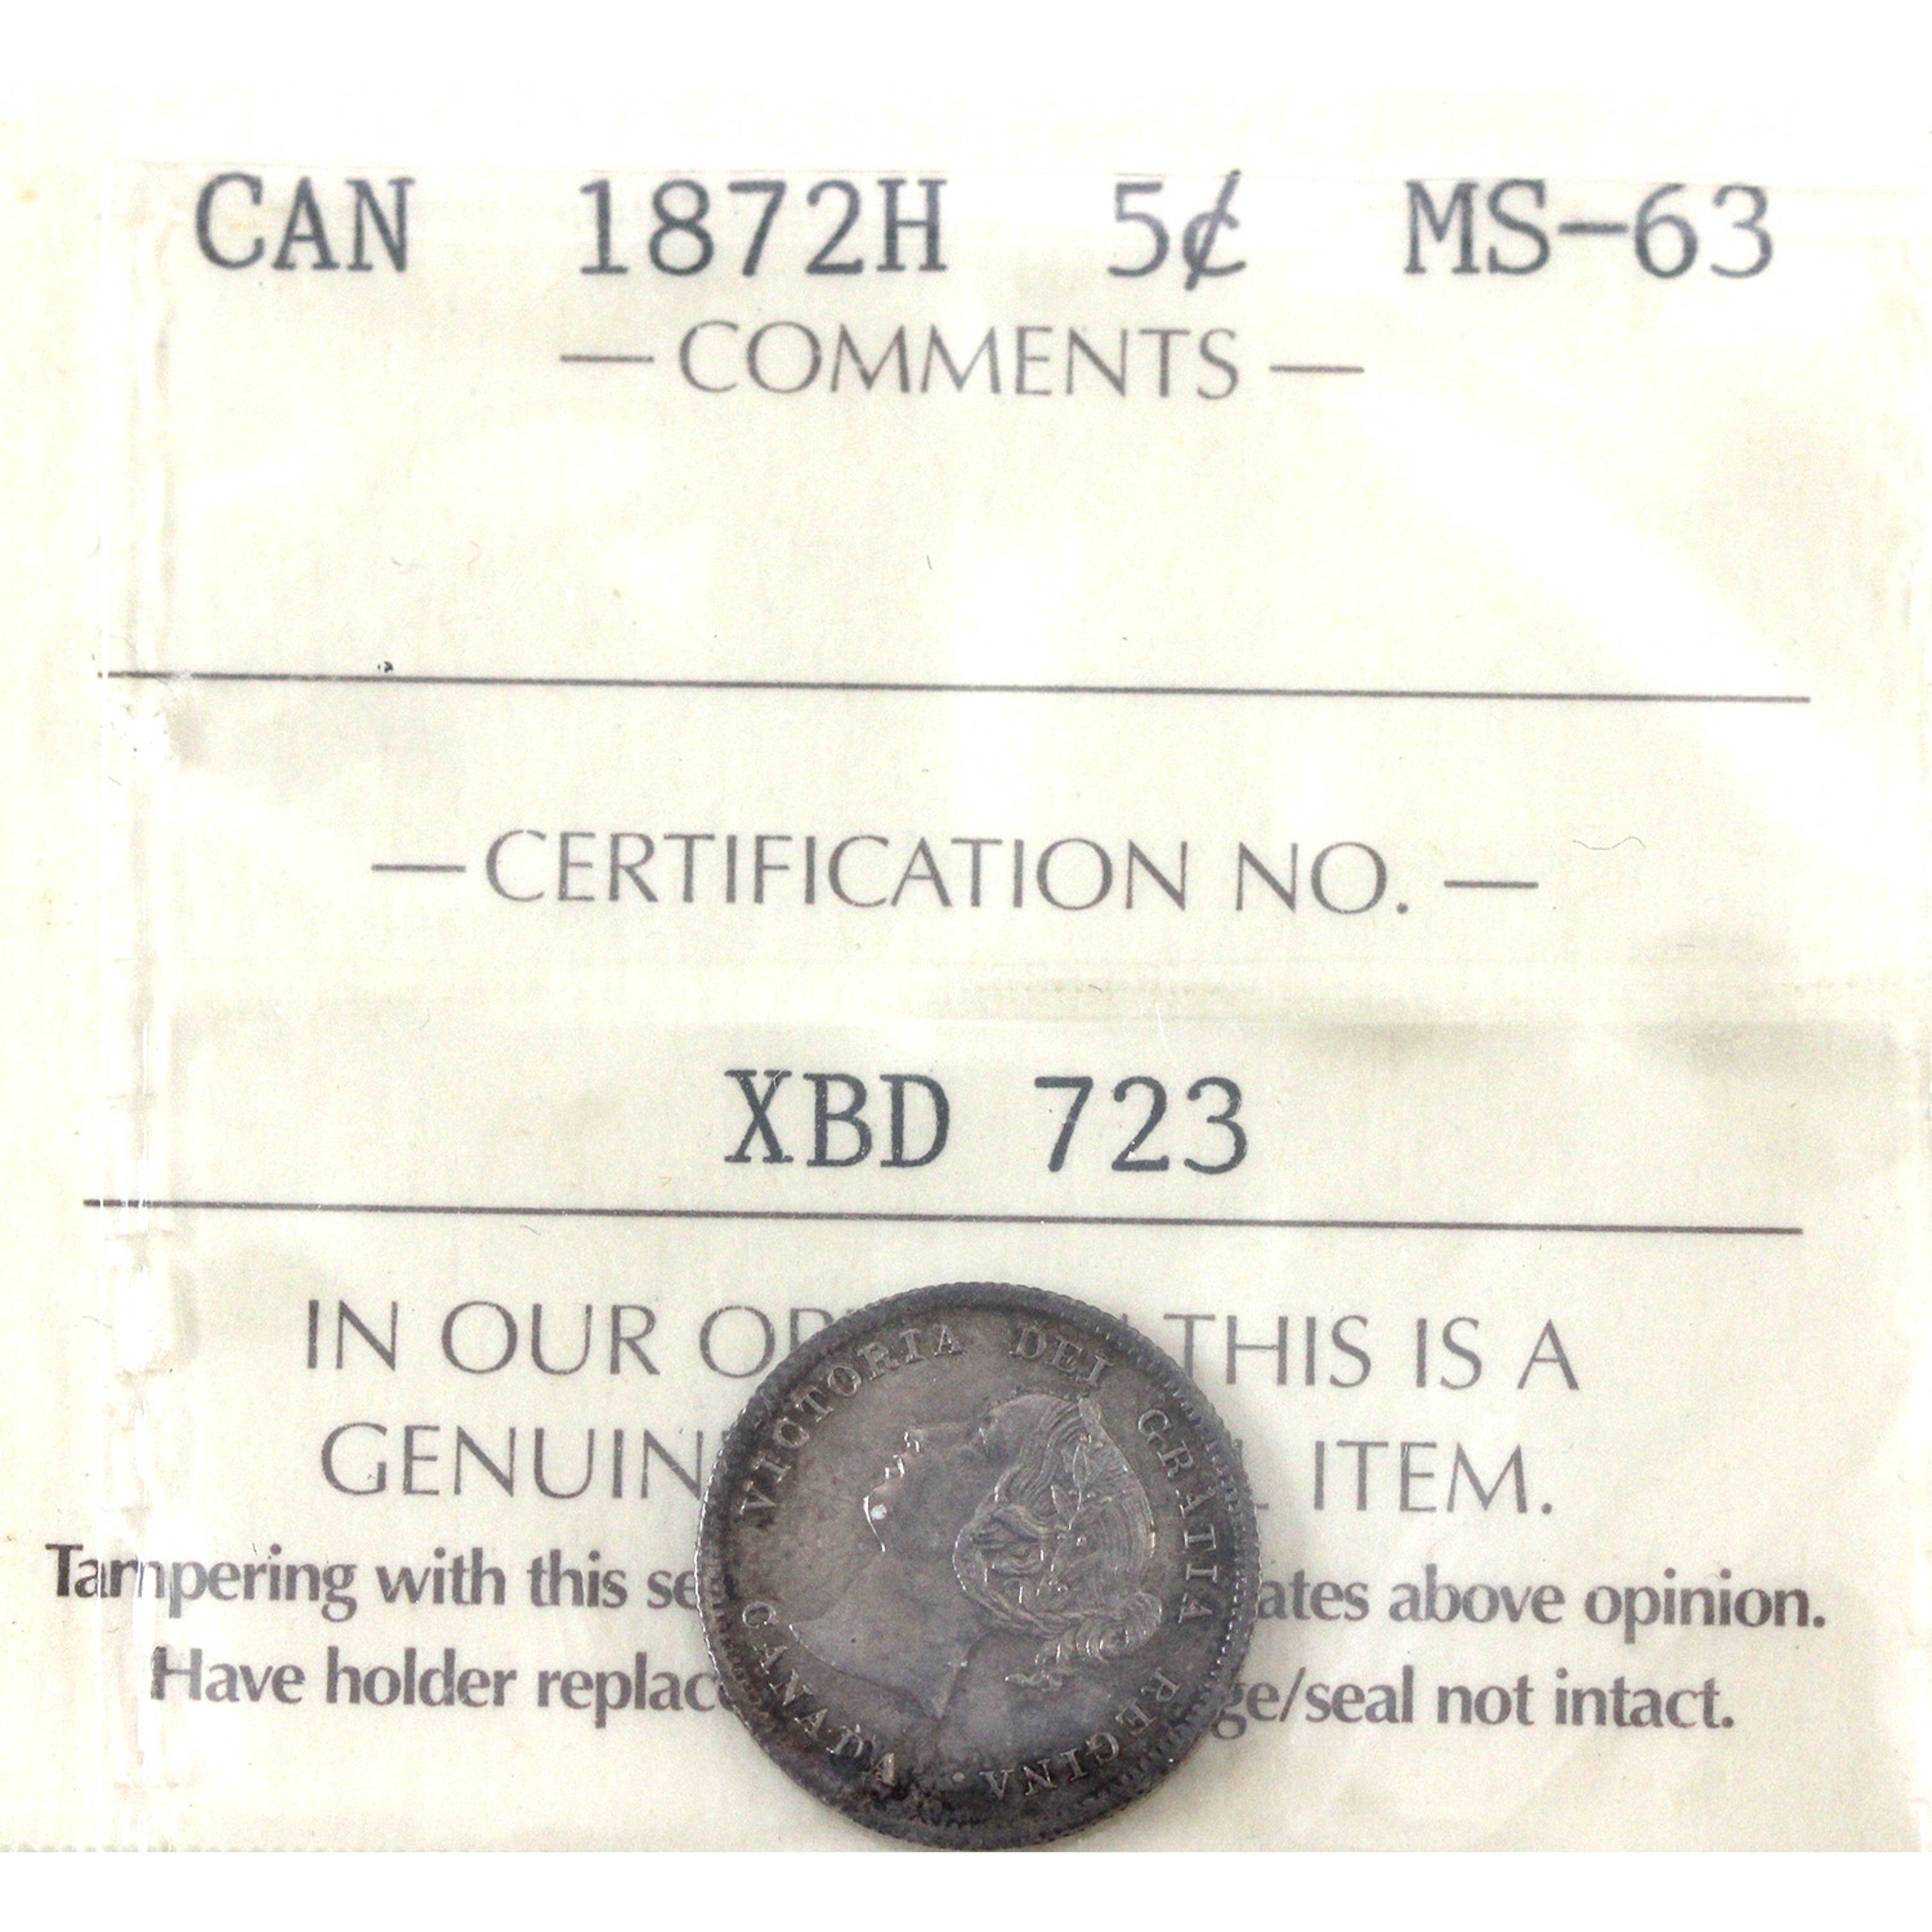 CAN 1872H 5¢ MS-63
— COMMENTS —
— CERTIFICATION NO. —
XBD 723
IN OUR OP THIS IS A
GENUIN L ITEM.
Tampering with this se ates above opinion.
Have holder replac ge/seal not intact.
VICTORIA DEI GRATIA REGINA · CANADA